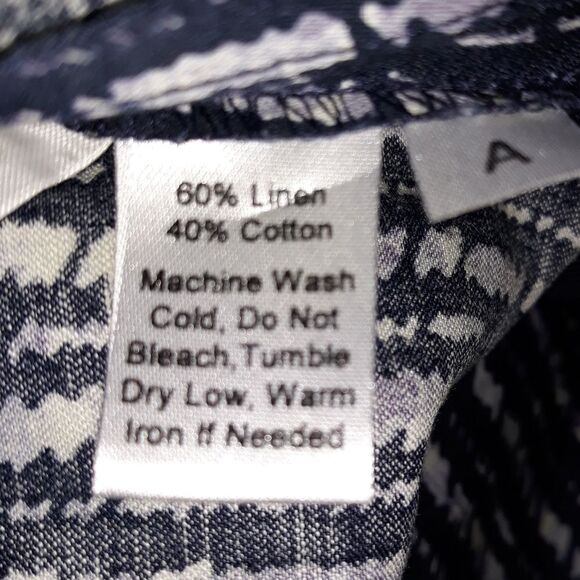 60% Linen
40% Cotton
Machine Wash
Cold, Do Not
Bleach, Tumble
Dry Low, Warm
Iron If Needed
A